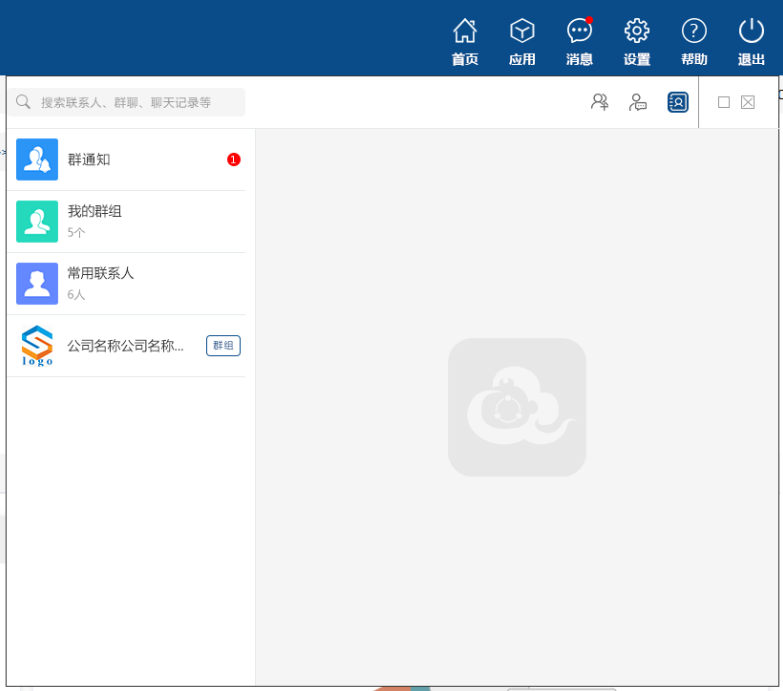 首页 应用 消息 设置 帮助 退出
搜索联系人、群聊、聊天记录等
群通知 1
我的群组
5个
常用联系人
6人
公司名称公司名称... 群组
logo